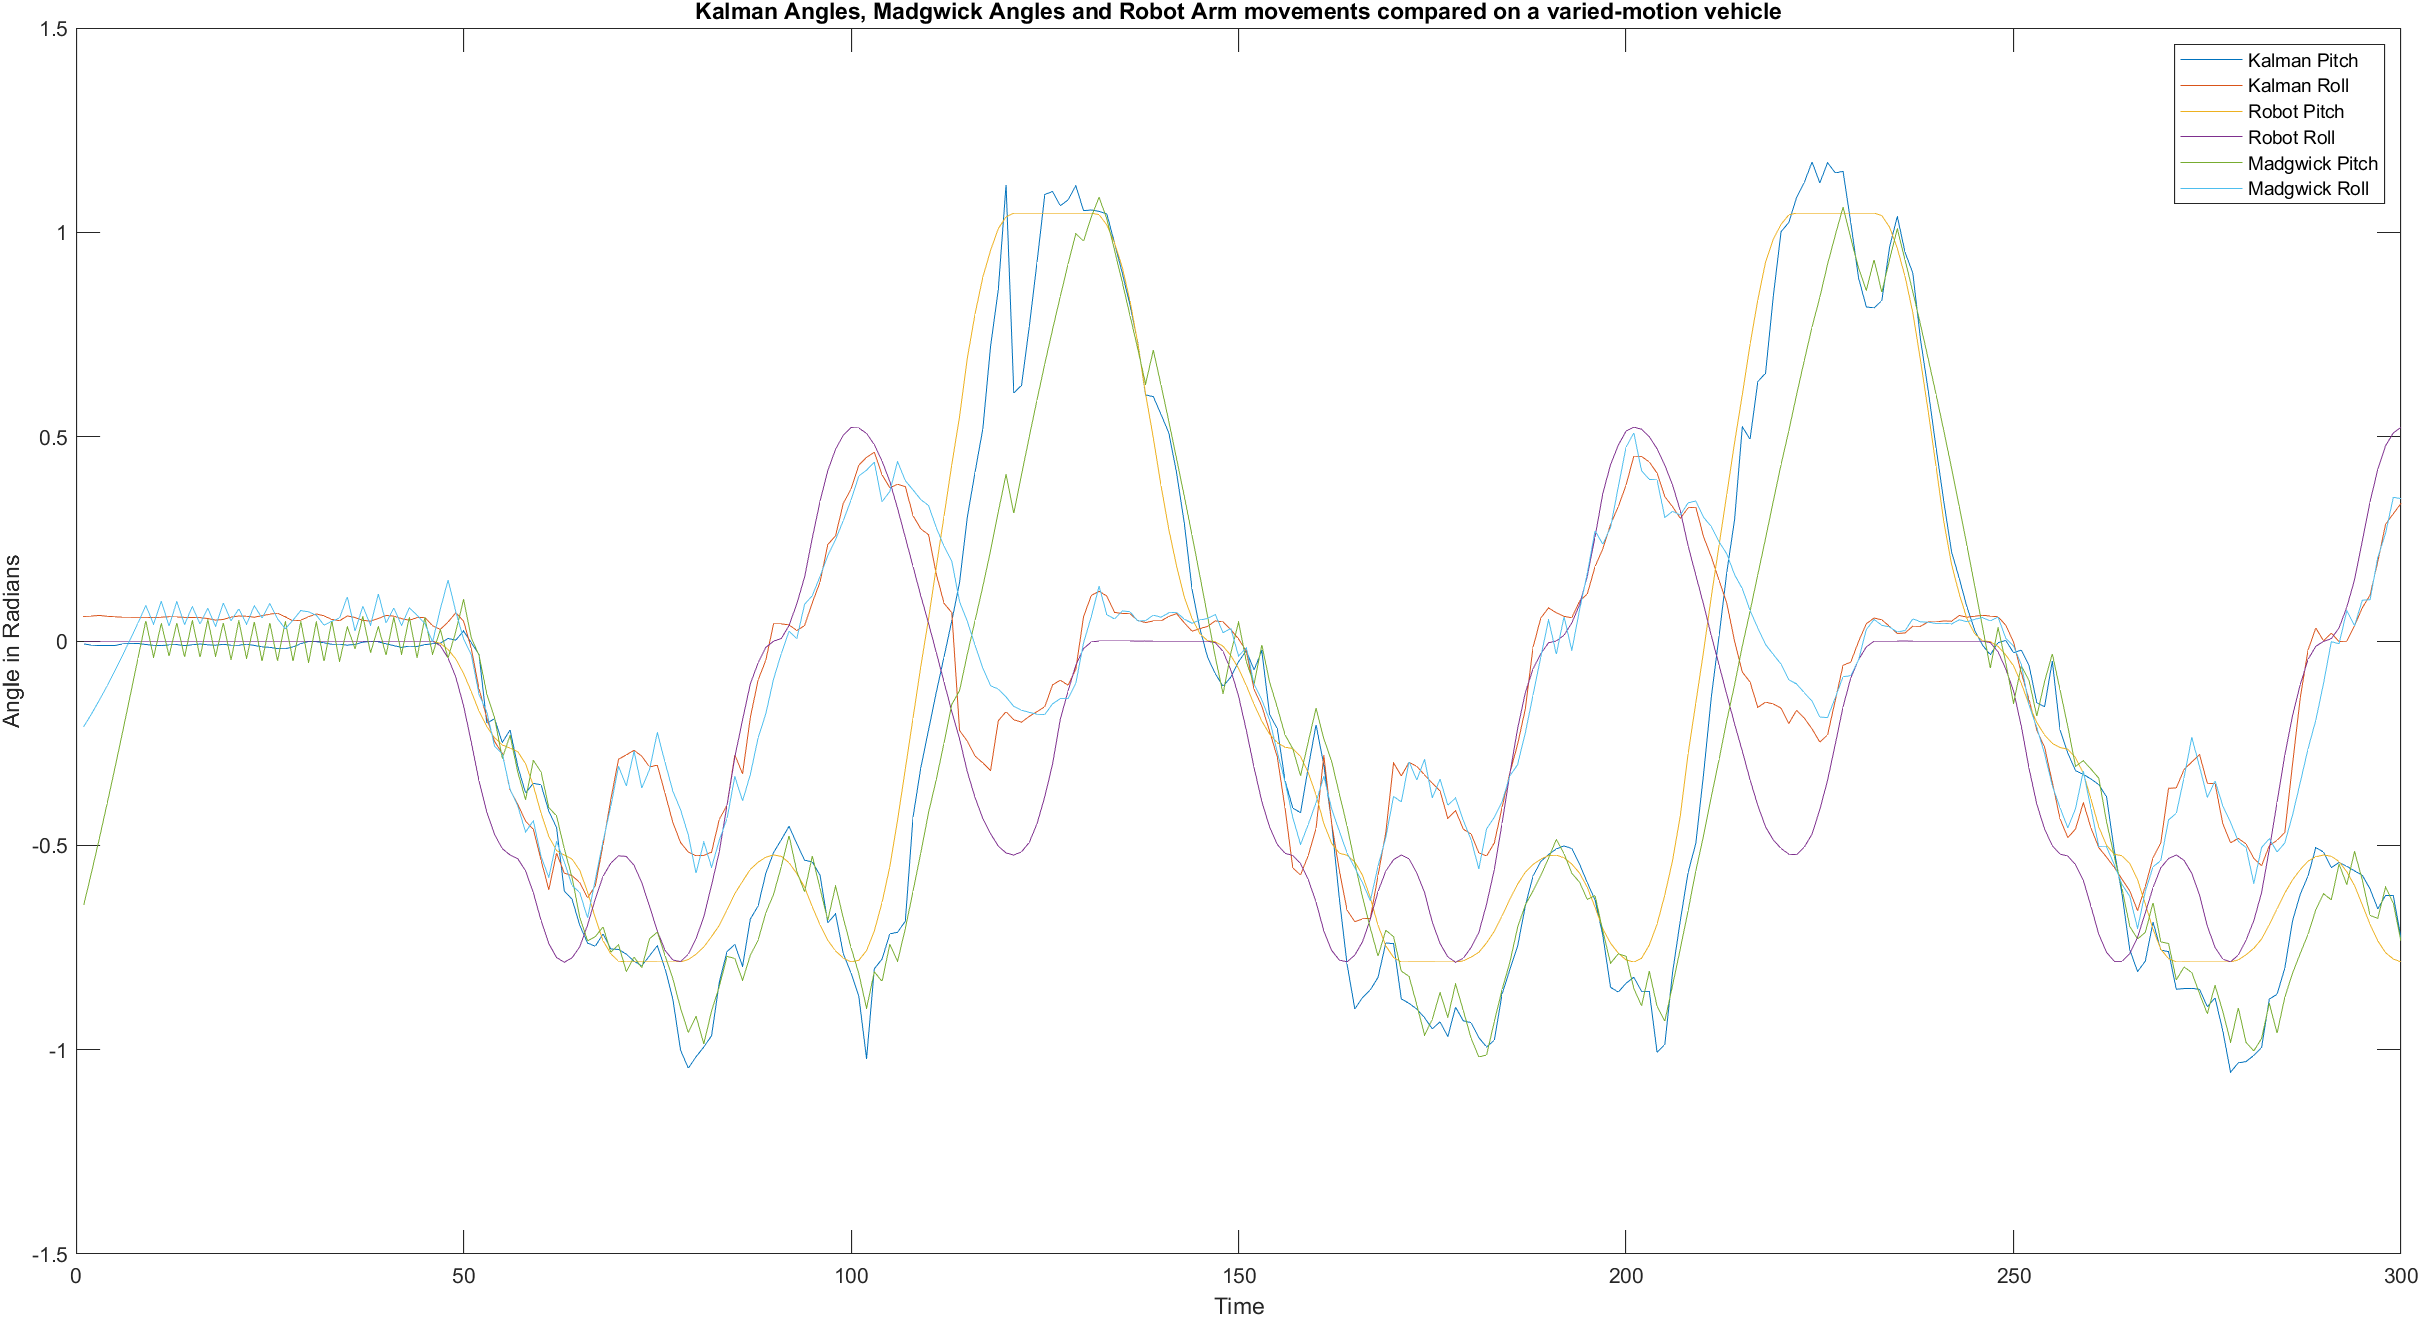 Kalman Angles, Madgwick Angles and Robot Arm movements compared on a varied-motion vehicle
Kalman Pitch
Kalman Roll
Robot Pitch
Robot Roll
Madgwick Pitch
Madgwick Roll
1.5
1
0.5
0
-0.5
-1
-1.5
Angle in Radians
0
50
100
150
200
250
300
Time